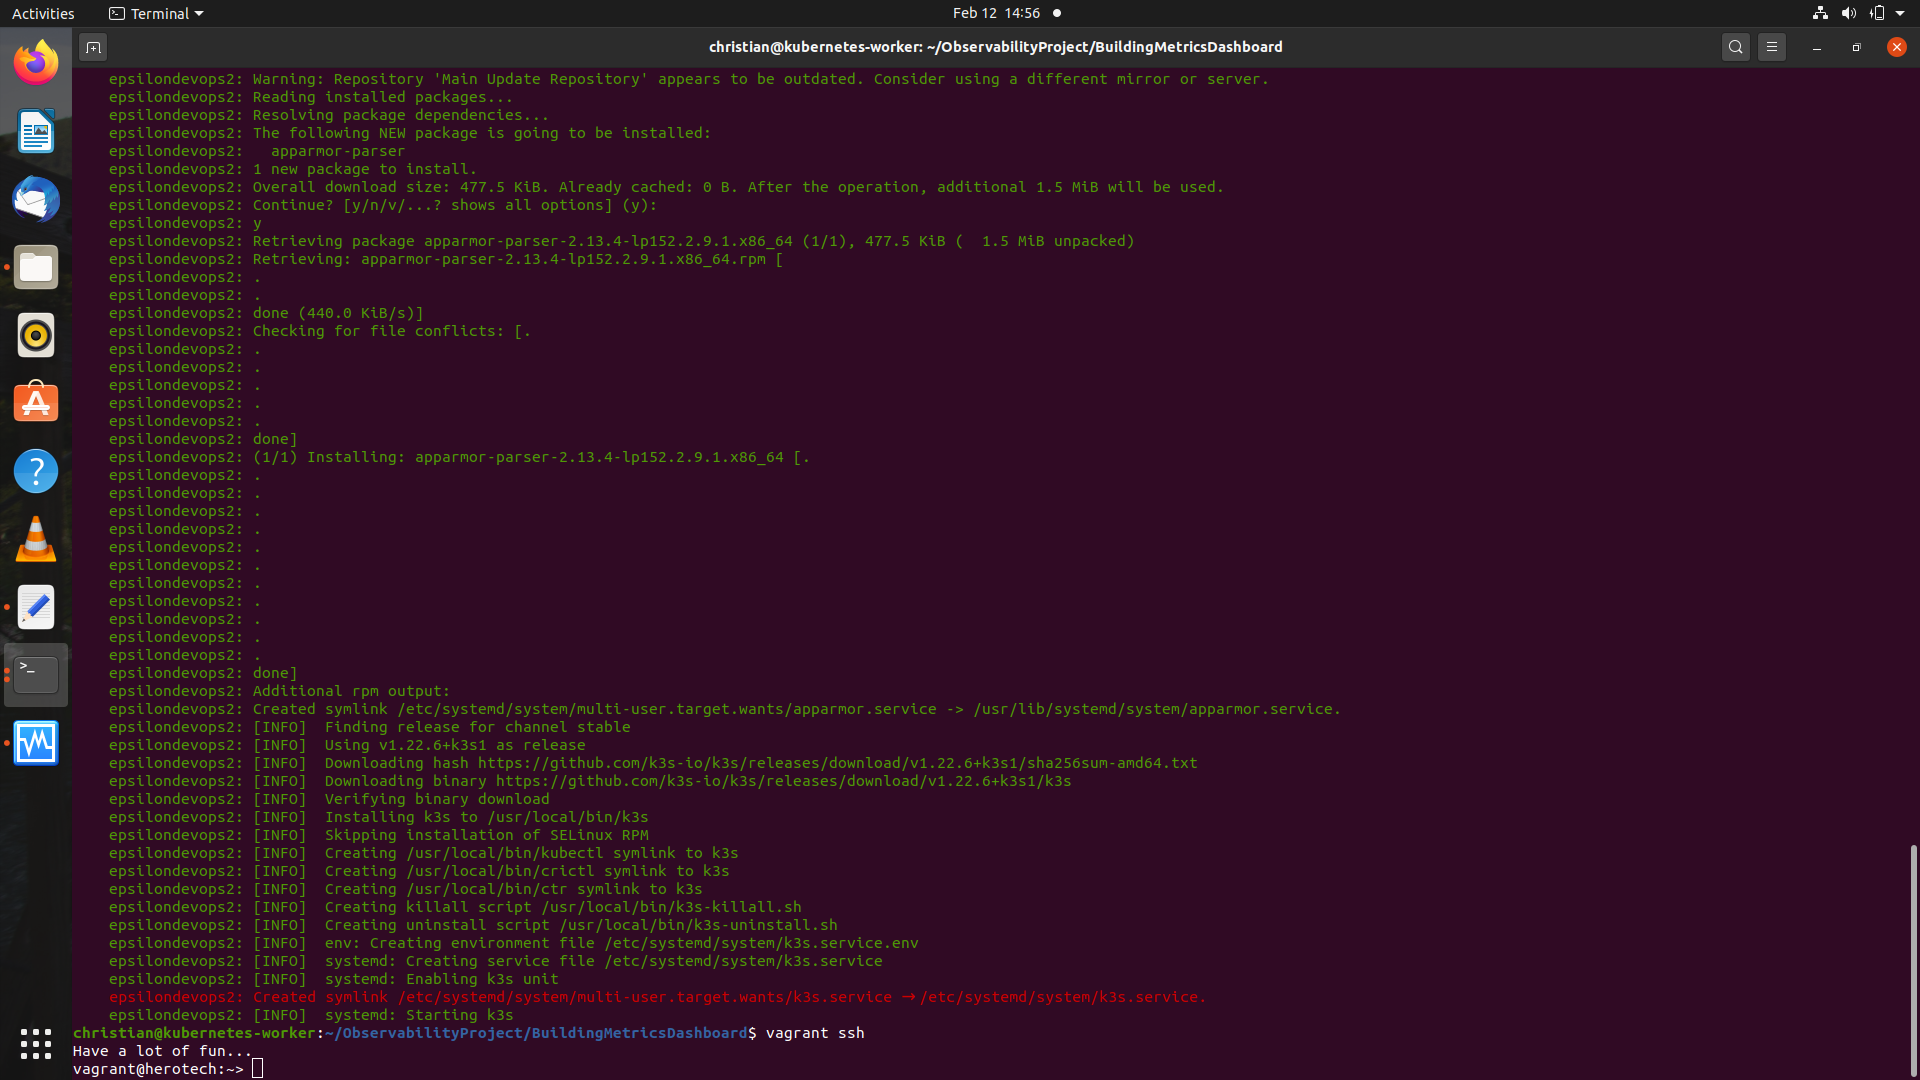 Activities
Terminal
Feb 12 14:56
christian@kubernetes-worker: ~/ObservabilityProject/BuildingMetricsDashboard
epsilondevops2: Warning: Repository 'Main Update Repository' appears to be outdated. Consider using a different mirror or server.
epsilondevops2: Reading installed packages...
epsilondevops2: Resolving package dependencies...
epsilondevops2: The following NEW package is going to be installed:
epsilondevops2:   apparmor-parser
epsilondevops2: 1 new package to install.
epsilondevops2: Overall download size: 477.5 KiB. Already cached: 0 B. After the operation, additional 1.5 MiB will be used.
epsilondevops2: Continue? [y/n/v/...? shows all options] (y):
epsilondevops2: y
epsilondevops2: Retrieving package apparmor-parser-2.13.4-lp152.2.9.1.x86_64 (1/1), 477.5 KiB (  1.5 MiB unpacked)
epsilondevops2: Retrieving: apparmor-parser-2.13.4-lp152.2.9.1.x86_64.rpm [
epsilondevops2: .
epsilondevops2: .
epsilondevops2: done (440.0 KiB/s)]
epsilondevops2: Checking for file conflicts: [.
epsilondevops2: .
epsilondevops2: .
epsilondevops2: .
epsilondevops2: .
epsilondevops2: .
epsilondevops2: done]
epsilondevops2: (1/1) Installing: apparmor-parser-2.13.4-lp152.2.9.1.x86_64 [.
epsilondevops2: .
epsilondevops2: .
epsilondevops2: .
epsilondevops2: .
epsilondevops2: .
epsilondevops2: .
epsilondevops2: .
epsilondevops2: .
epsilondevops2: .
epsilondevops2: .
epsilondevops2: .
epsilondevops2: done]
epsilondevops2: Additional rpm output:
epsilondevops2: Created symlink /etc/systemd/system/multi-user.target.wants/apparmor.service -> /usr/lib/systemd/system/apparmor.service.
epsilondevops2: [INFO]  Finding release for channel stable
epsilondevops2: [INFO]  Using v1.22.6+k3s1 as release
epsilondevops2: [INFO]  Downloading hash https://github.com/k3s-io/k3s/releases/download/v1.22.6+k3s1/sha256sum-amd64.txt
epsilondevops2: [INFO]  Downloading binary https://github.com/k3s-io/k3s/releases/download/v1.22.6+k3s1/k3s
epsilondevops2: [INFO]  Verifying binary download
epsilondevops2: [INFO]  Installing k3s to /usr/local/bin/k3s
epsilondevops2: [INFO]  Skipping installation of SELinux RPM
epsilondevops2: [INFO]  Creating /usr/local/bin/kubectl symlink to k3s
epsilondevops2: [INFO]  Creating /usr/local/bin/crictl symlink to k3s
epsilondevops2: [INFO]  Creating /usr/local/bin/ctr symlink to k3s
epsilondevops2: [INFO]  Creating killall script /usr/local/bin/k3s-killall.sh
epsilondevops2: [INFO]  Creating uninstall script /usr/local/bin/k3s-uninstall.sh
epsilondevops2: [INFO]  env: Creating environment file /etc/systemd/system/k3s.service.env
epsilondevops2: [INFO]  systemd: Creating service file /etc/systemd/system/k3s.service
epsilondevops2: [INFO]  systemd: Enabling k3s unit
epsilondevops2: Created symlink /etc/systemd/system/multi-user.target.wants/k3s.service → /etc/systemd/system/k3s.service.
epsilondevops2: [INFO]  systemd: Starting k3s
christian@kubernetes-worker:~/ObservabilityProject/BuildingMetricsDashboard$ vagrant ssh
Have a lot of fun...
vagrant@herotech:~>